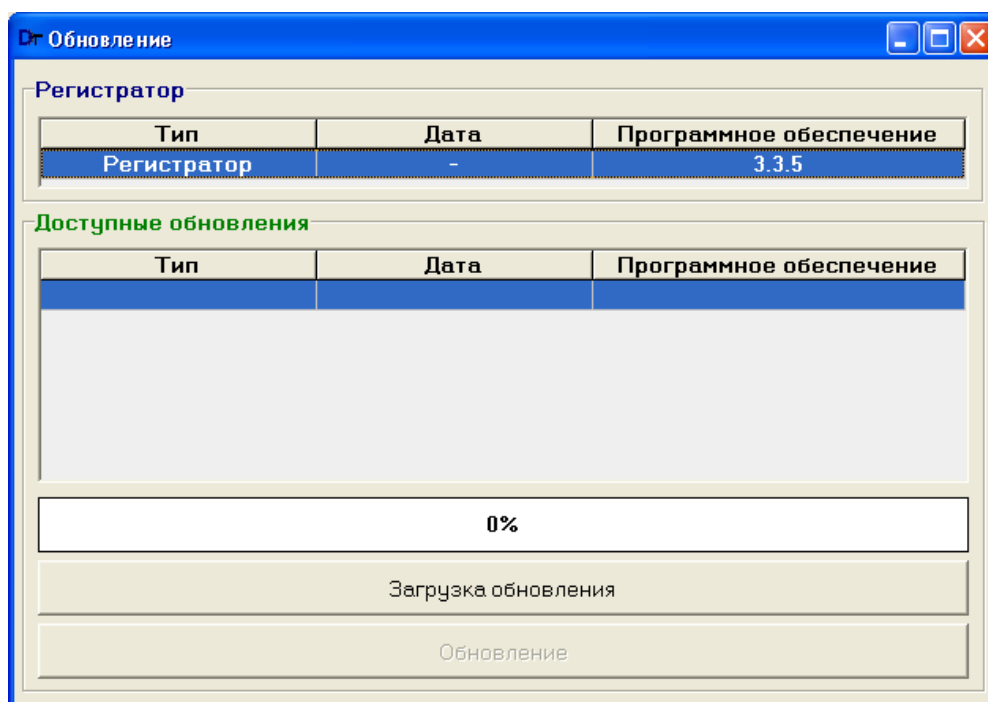 Dт Обновление
Регистратор
Тип Дата Программное обеспечение
Регистратор - 3.3.5
Доступные обновления
Тип Дата Программное обеспечение
0%
Загрузка обновления
Обновление